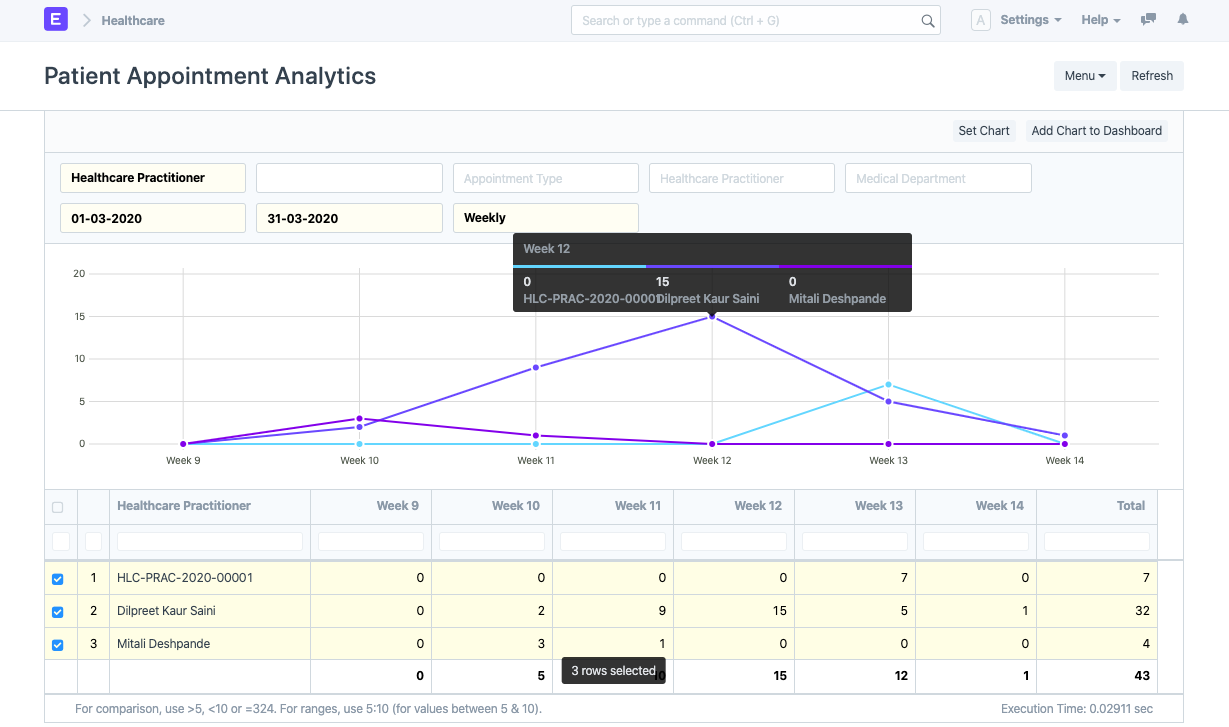 E Healthcare Search or type a command (Ctrl + G) A Settings Help
Patient Appointment Analytics Menu Refresh
Set Chart Add Chart to Dashboard
Healthcare Practitioner Appointment Type Healthcare Practitioner Medical Department
01-03-2020 31-03-2020 Weekly
Week 12
0 15 0
HLC-PRAC-2020-00001 Dilpreet Kaur Saini Mitali Deshpande
20
15
10
5
0
Week 9 Week 10 Week 11 Week 12 Week 13 Week 14
Healthcare Practitioner Week 9 Week 10 Week 11 Week 12 Week 13 Week 14 Total
1 HLC-PRAC-2020-00001 0 0 0 0 7 0 7
2 Dilpreet Kaur Saini 0 2 9 15 5 1 32
3 Mitali Deshpande 0 3 1 0 0 0 4
0 5 10 15 12 1 43
3 rows selected
For comparison, use >5, <10 or =324. For ranges, use 5:10 (for values between 5 & 10). Execution Time: 0.02911 sec